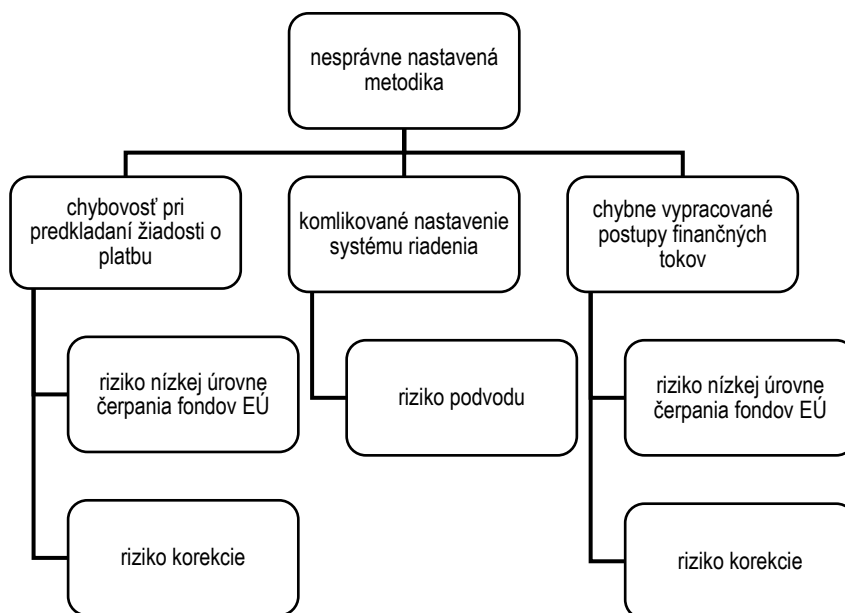 nesprávne nastavená
metodika
chybovosť pri
predkladaní žiadosti o
platbu
komlikované nastavenie
systému riadenia
chybne vypracované
postupy finančných
tokov
riziko nízkej úrovne
čerpania fondov EÚ
riziko podvodu
riziko nízkej úrovne
čerpania fondov EÚ
riziko korekcie
riziko korekcie